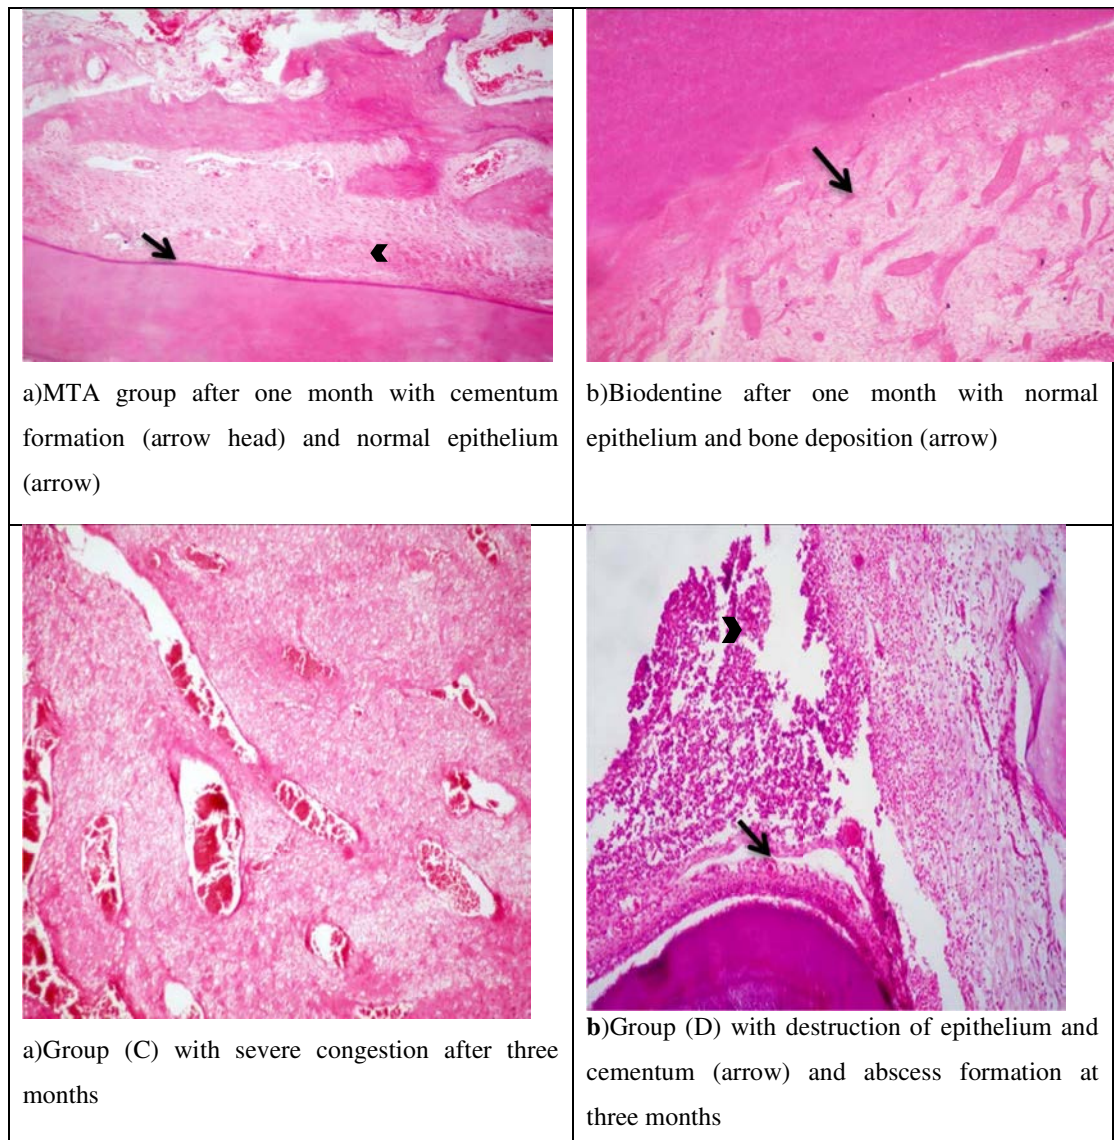 a)MTA group after one month with cementum
formation (arrow head) and normal epithelium
(arrow)
b)Biodentine after one month with normal
epithelium and bone deposition (arrow)
a)Group (C) with severe congestion after three
months
b)Group (D) with destruction of epithelium and
cementum (arrow) and abscess formation at
three months